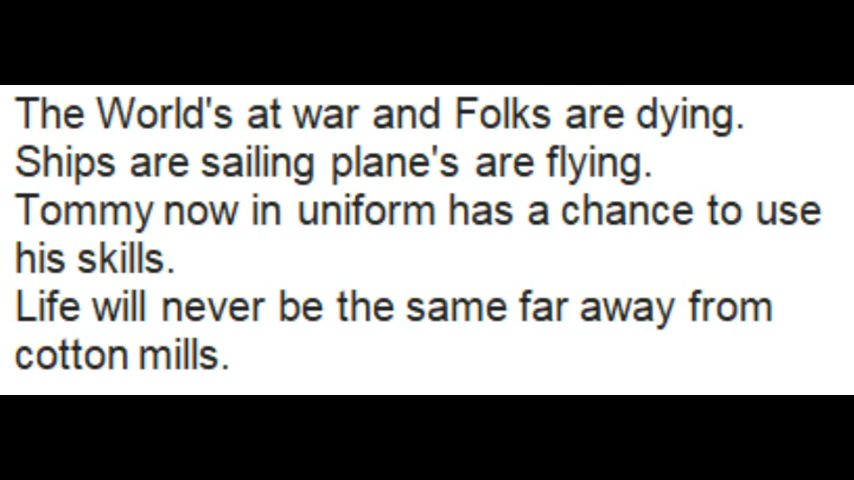 The World's at war and Folks are dying.
Ships are sailing plane's are flying.
Tommy now in uniform has a chance to use
his skills.
Life will never be the same far away from
cotton mills.